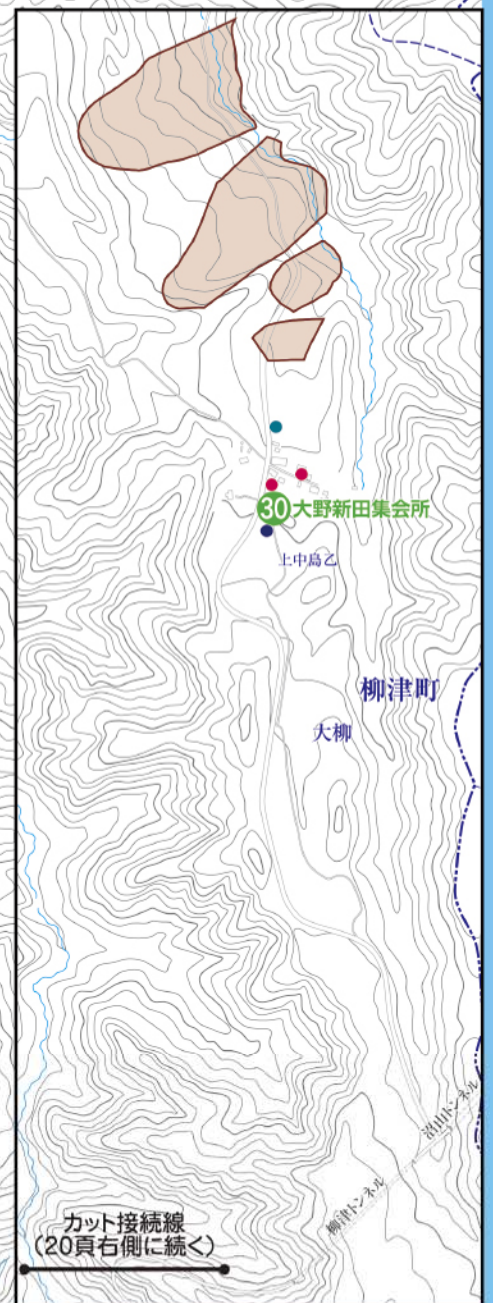 30 大野新田集会所
上中島乙
柳津町
大柳
沼田トンネル
柳津トンネル
カット接続線
(20頁右側に続く)